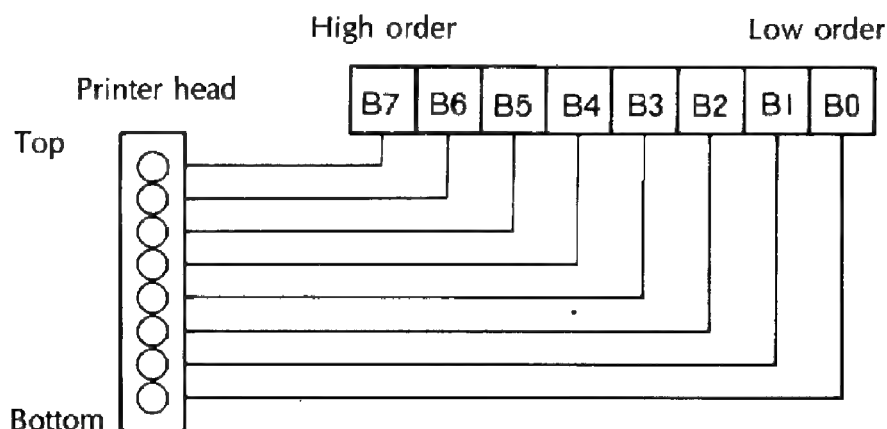 High order Low order
Printer head
B7 B6 B5 B4 B3 B2 B1 B0
Top
Bottom